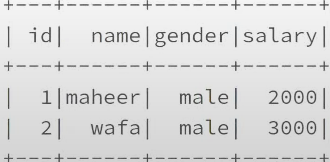 +---+------+------+------+
| id|  name|gender|salary|
+---+------+------+------+
|  1|maheer|  male|  2000|
|  2|  wafa|  male|  3000|
+---+------+------+------+